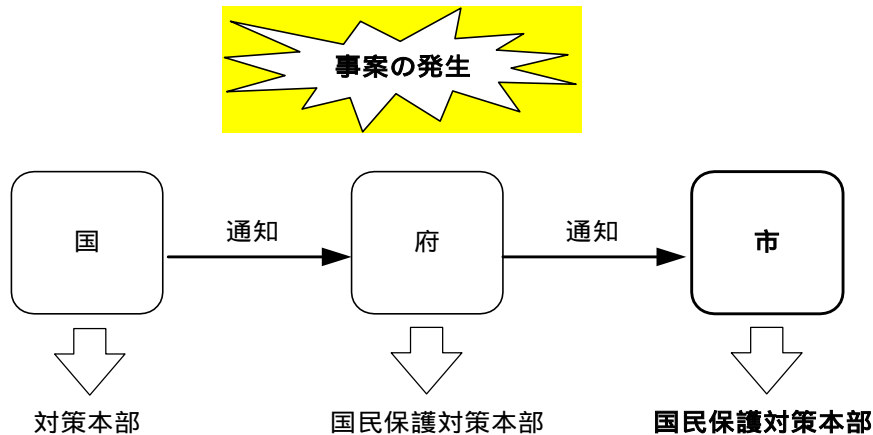 事案の発生
国
通知
府
通知
市
対策本部
国民保護対策本部
国民保護対策本部